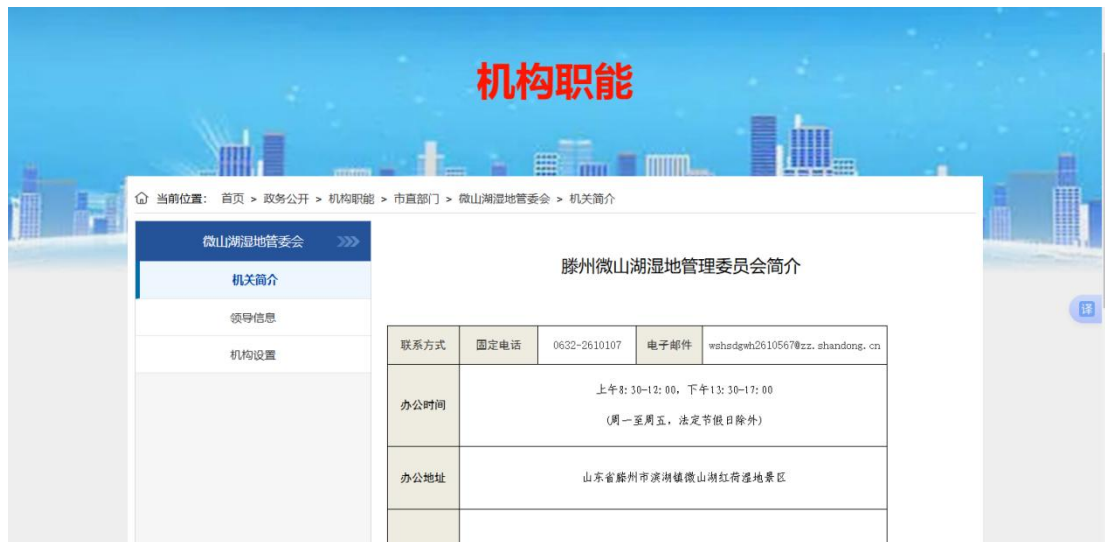 机构职能
当前位置： 首页 > 政务公开 > 机构职能 > 市直部门 > 微山湖湿地管委会 > 机关简介
微山湖湿地管委会
机关简介
领导信息
机构设置
滕州微山湖湿地管理委员会简介
联系方式 固定电话 0632-2610107 电子邮件 wshsdgwh2610567@zz.shandong.cn
办公时间
上午8:30-12:00，下午13:30-17:00
(周一至周五，法定节假日除外)
办公地址 山东省滕州市滨湖镇微山湖红荷湿地景区
译